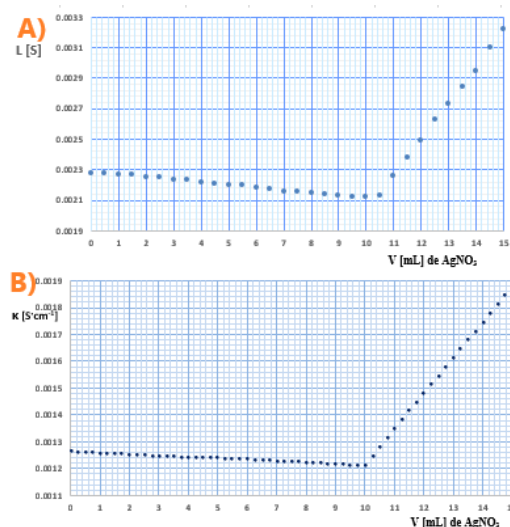 A)
L [S]
0.0033
0.0031
0.0029
0.0027
0.0025
0.0023
0.0021
0.0019
0 1 2 3 4 5 6 7 8 9 10 11 12 13 14 15
V [mL] de AgNO₃
B)
κ [S·cm⁻¹]
0.0019
0.0018
0.0017
0.0016
0.0015
0.0014
0.0013
0.0012
0.0011
0 1 2 3 4 5 6 7 8 9 10 11 12 13 14 1
V [mL] de AgNO₃